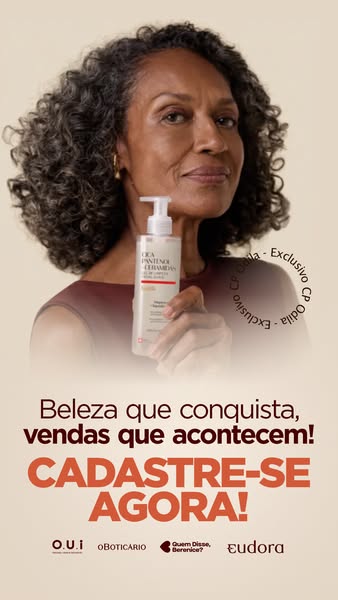 CICA
PANTENOL
+CERAMIDAS
Exclusivo CP Odila - Exclusivo CP Odila -
Beleza que conquista,
vendas que acontecem!
CADASTRE-SE
AGORA!
O.U.i
oBOTICÁRIO
Quem Disse,
Berenice?
eudora